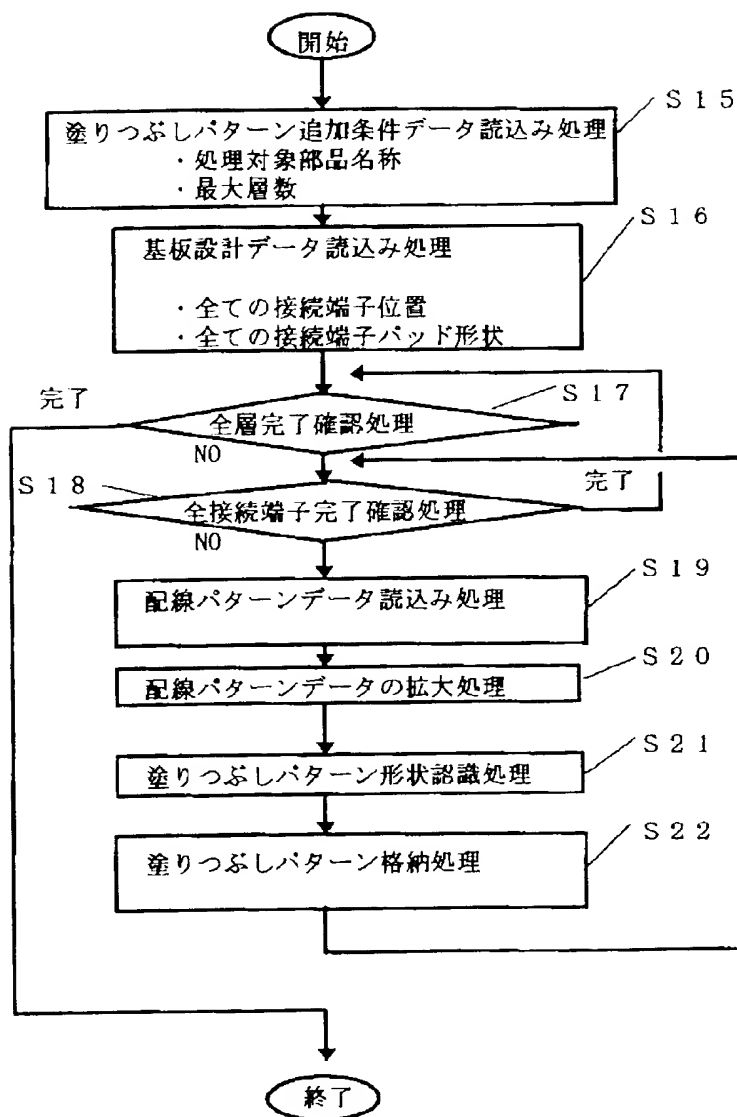 開始
S15
塗りつぶしパターン追加条件データ読込み処理
・処理対象部品名称
・最大層数
S16
基板設計データ読込み処理
・全ての接続端子位置
・全ての接続端子パッド形状
完了
S17
全層完了確認処理
NO
S18
完了
全接続端子完了確認処理
NO
S19
配線パターンデータ読込み処理
S20
配線パターンデータの拡大処理
S21
塗りつぶしパターン形状認識処理
S22
塗りつぶしパターン格納処理
終了